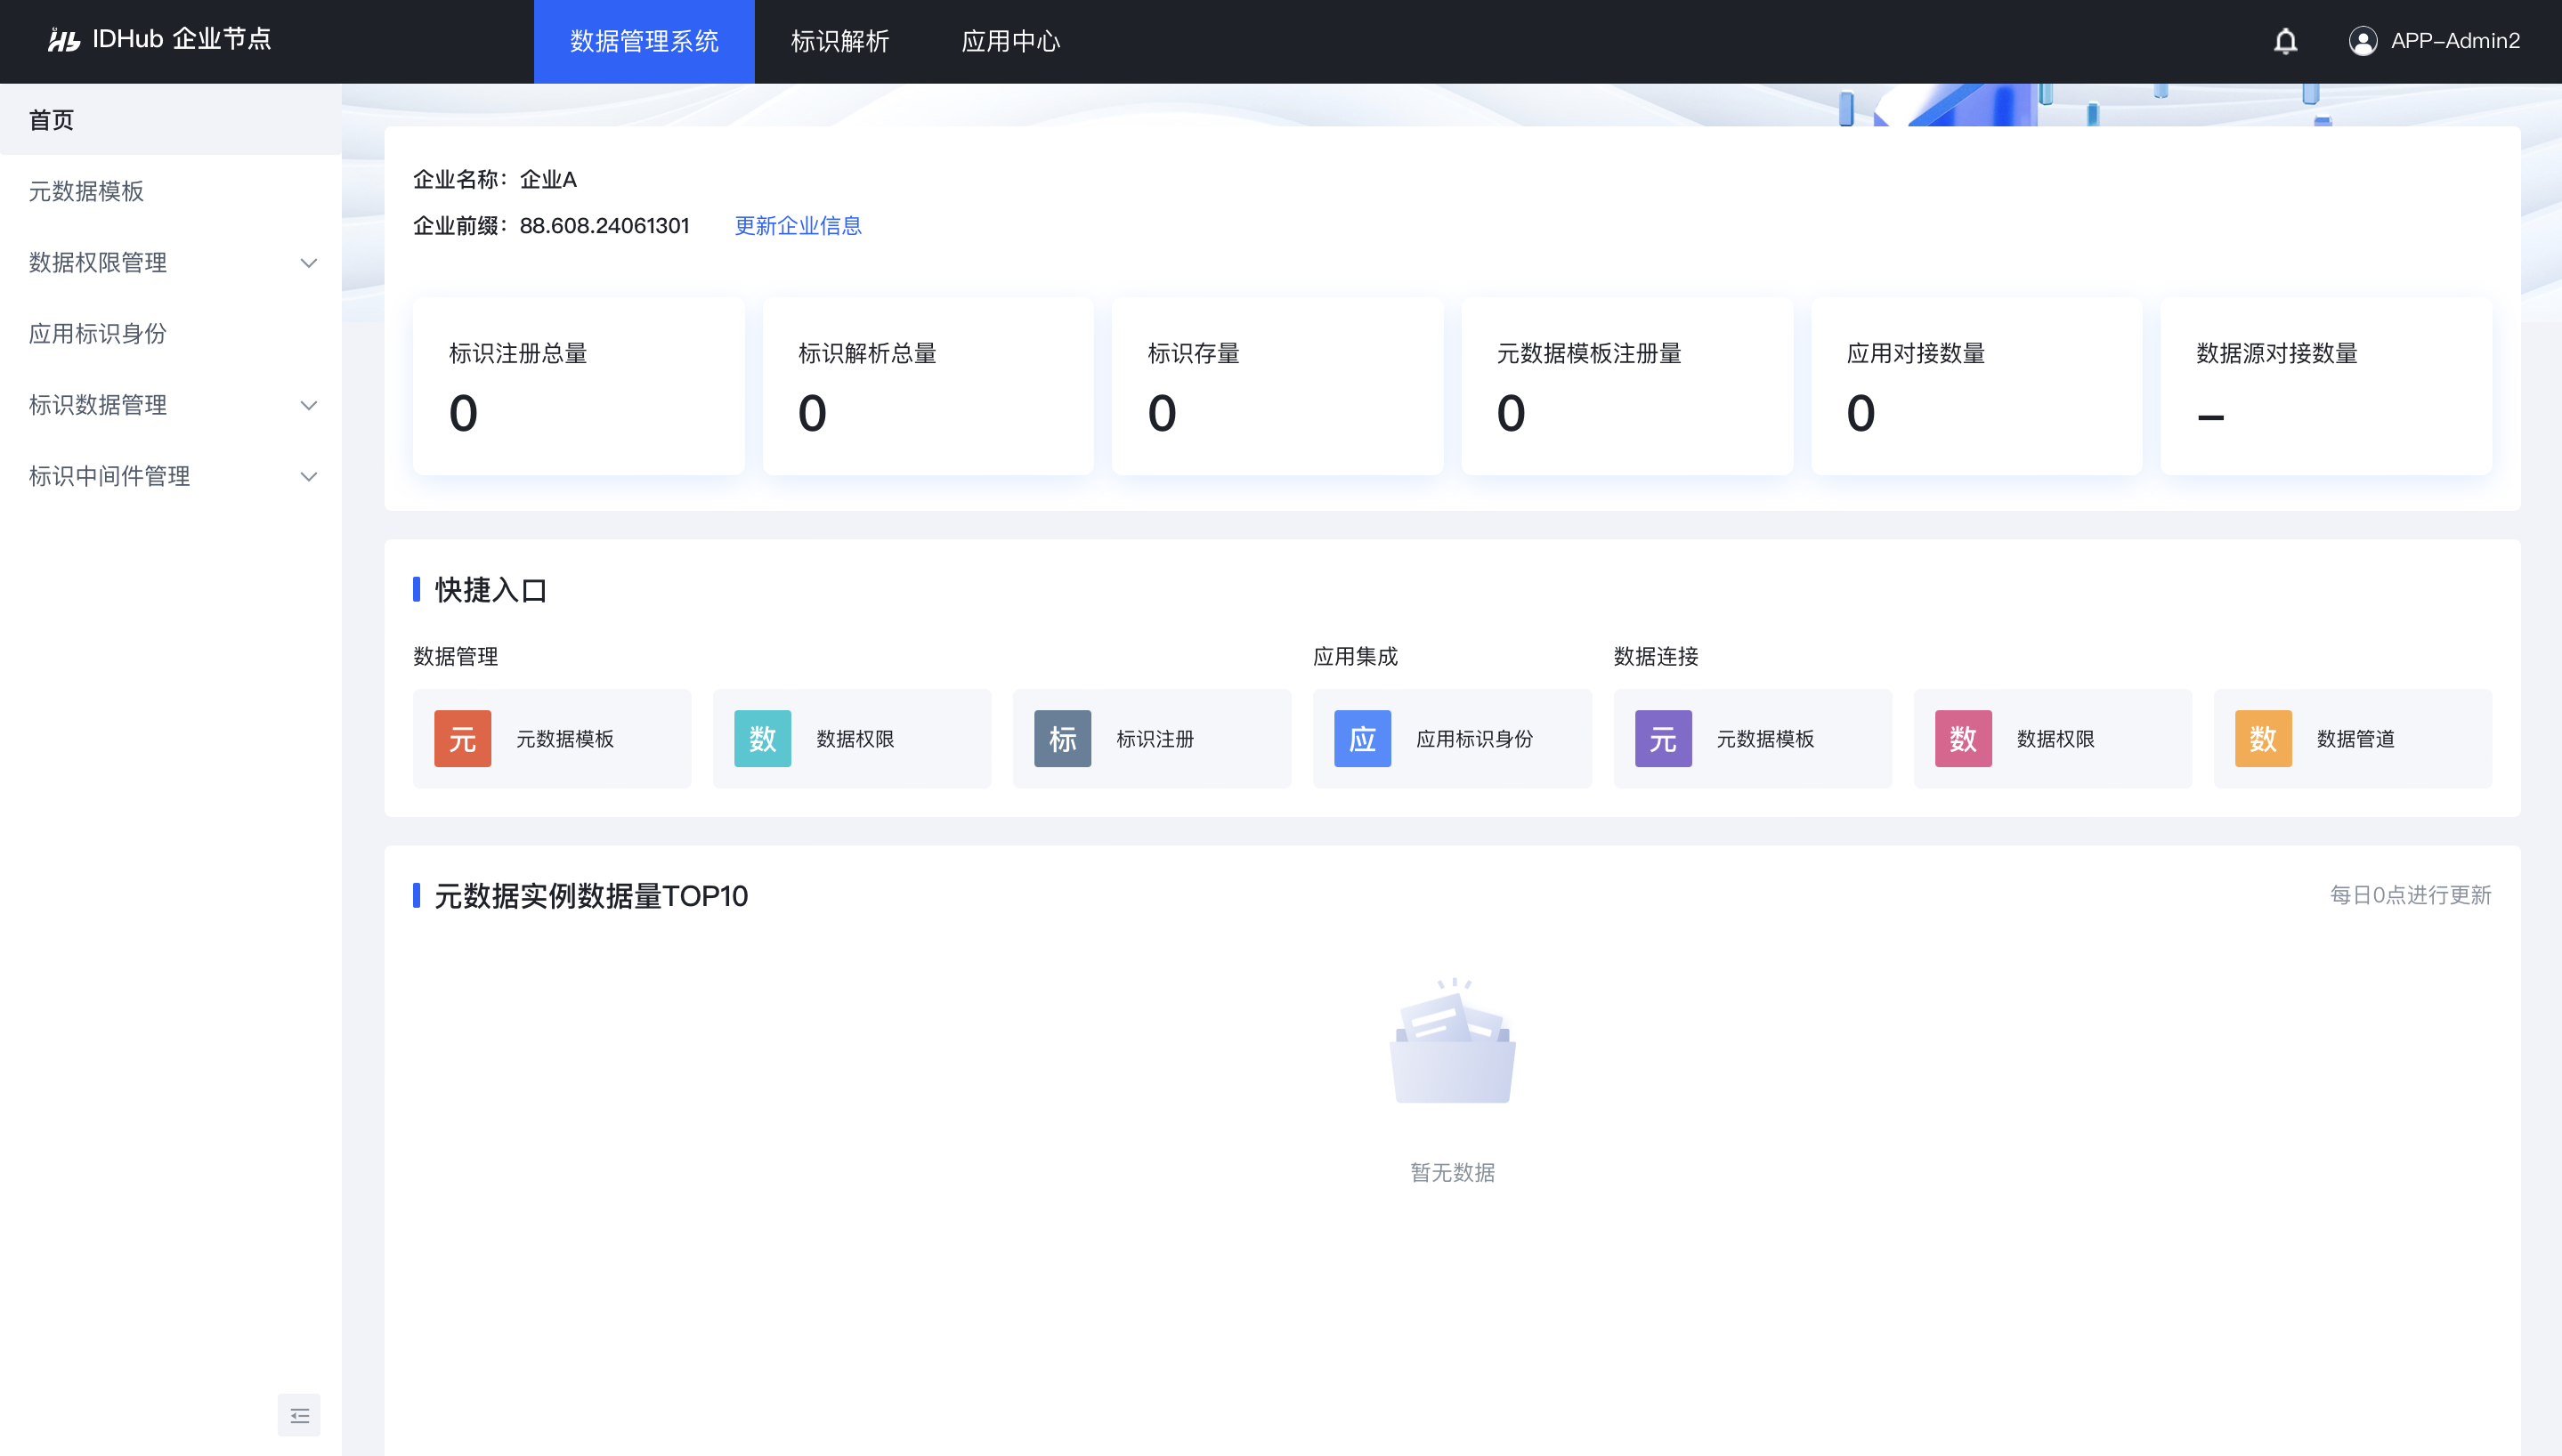 IDHub 企业节点
数据管理系统
标识解析
应用中心
APP-Admin2
首页
元数据模板
数据权限管理
应用标识身份
标识数据管理
标识中间件管理
企业名称：企业A
企业前缀：88.608.24061301 更新企业信息
标识注册总量
0
标识解析总量
0
标识存量
0
元数据模板注册量
0
应用对接数量
0
数据源对接数量
–
快捷入口
数据管理
元 元数据模板
数 数据权限
标 标识注册
应用集成
应 应用标识身份
数据连接
元 元数据模板
数 数据权限
数 数据管道
元数据实例数据量TOP10
每日0点进行更新
暂无数据